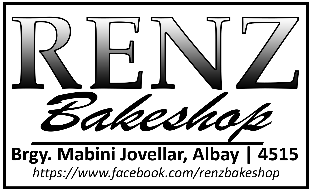 RENZ
Bakeshop
Brgy. Mabini Jovellar, Albay | 4515
https://www.facebook.com/renzbakeshop